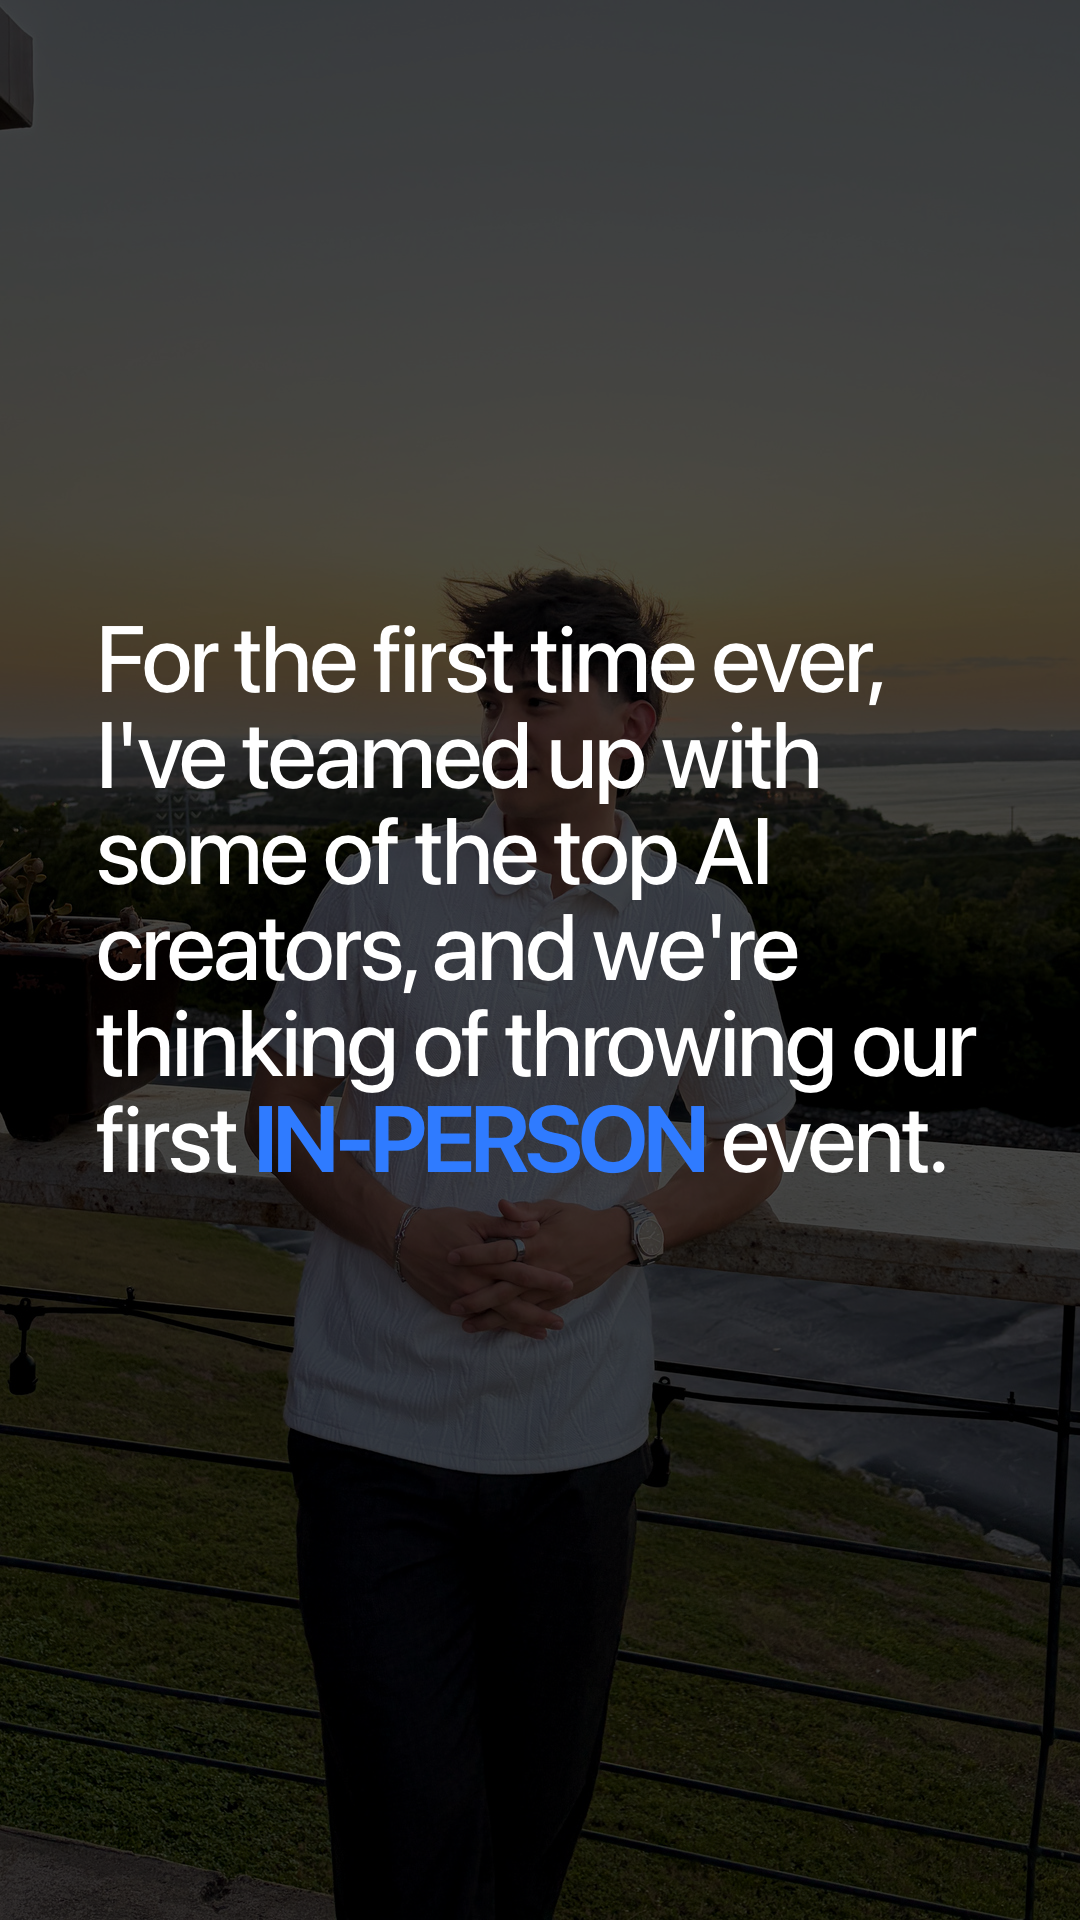 For the first time ever,
I've teamed up with
some of the top AI
creators, and we're
thinking of throwing our
first IN-PERSON event.